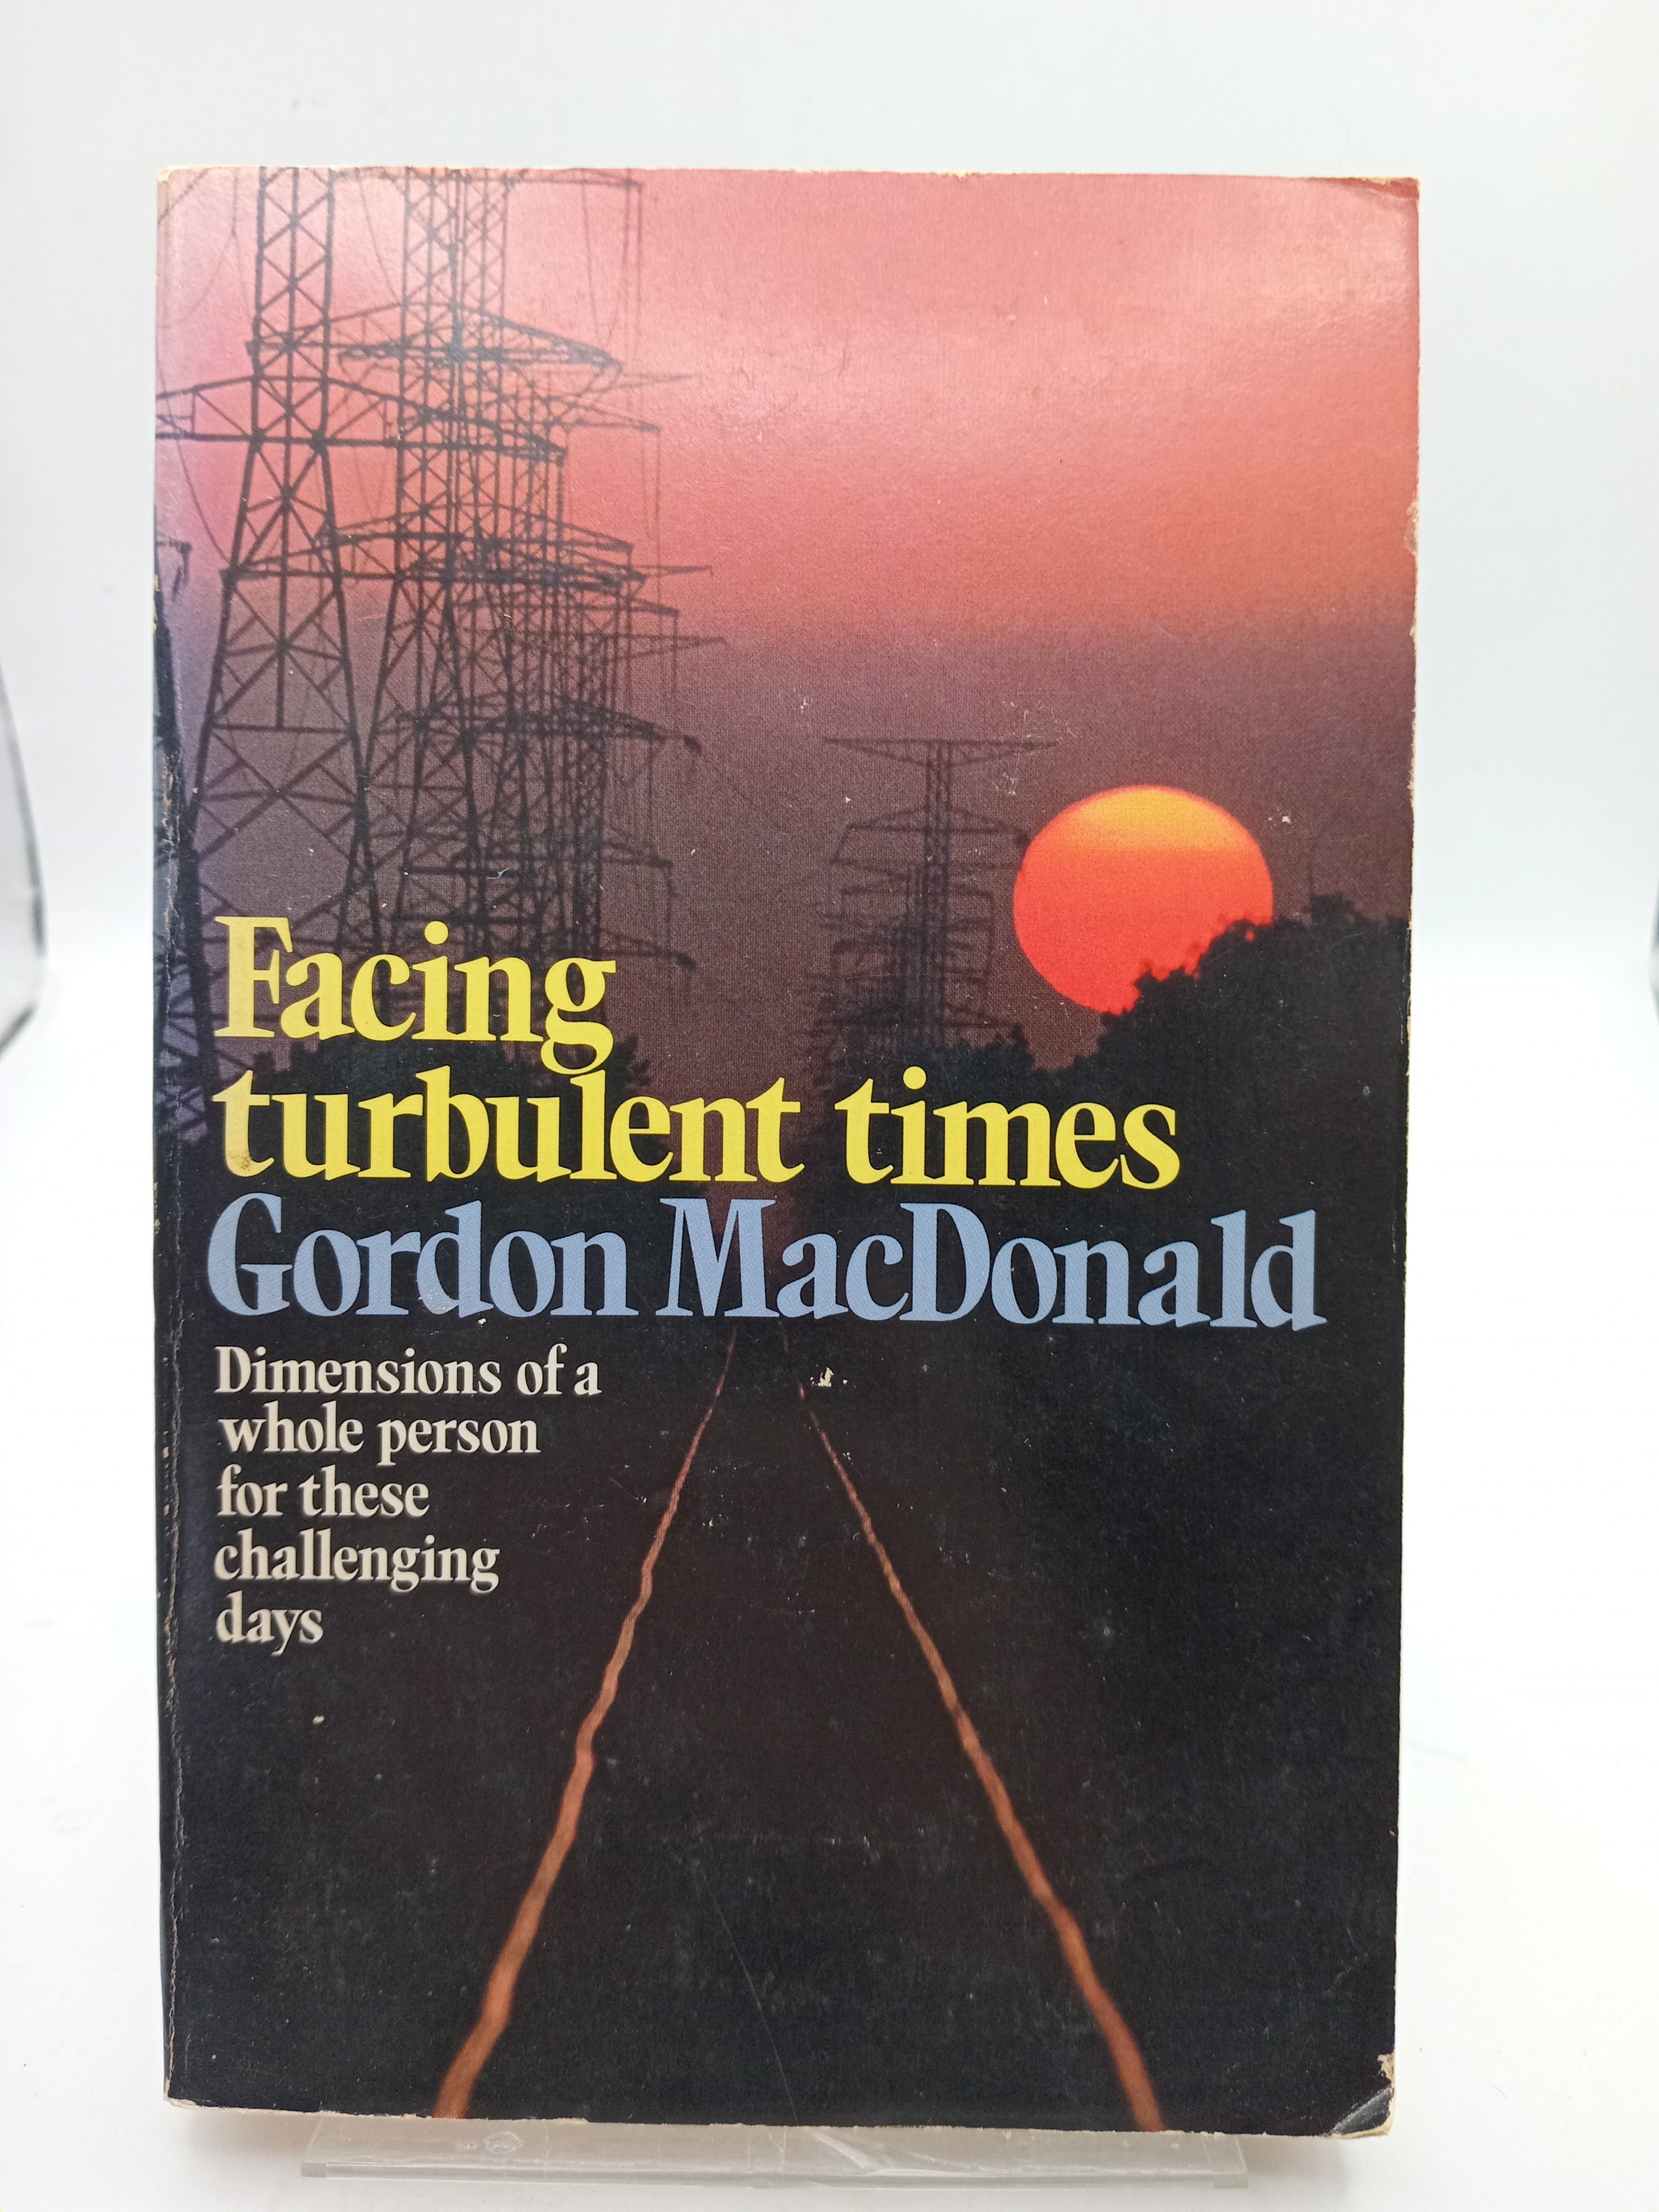 Facing
turbulent times
Gordon MacDonald
Dimensions of a
whole person
for these
challenging
days